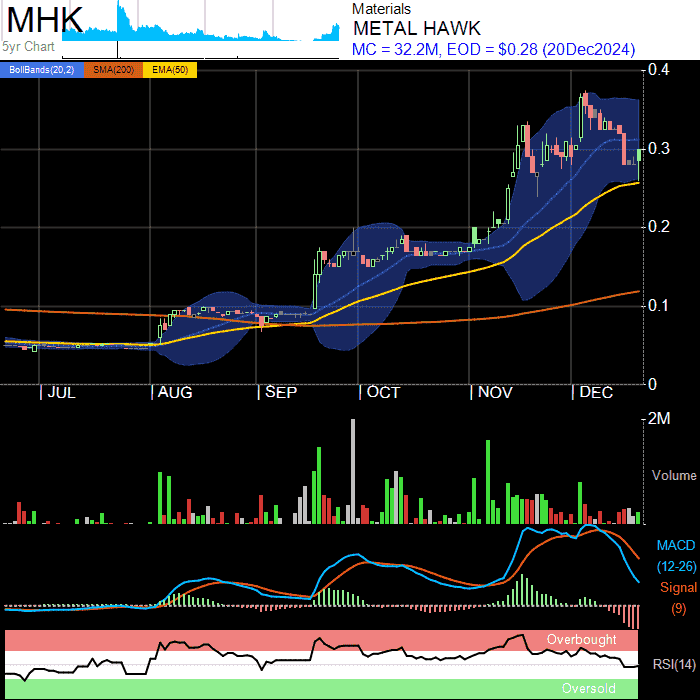 MHK
5yr Chart
Materials
METAL HAWK
MC = 32.2M, EOD = $0.28 (20Dec2024)
BollBands(20,2) SMA(200) EMA(50)
0.4
0.3
0.2
0.1
0
JUL AUG SEP OCT NOV DEC
2M
Volume
MACD
(12-26)
Signal
(9)
Overbought
RSI(14)
Oversold